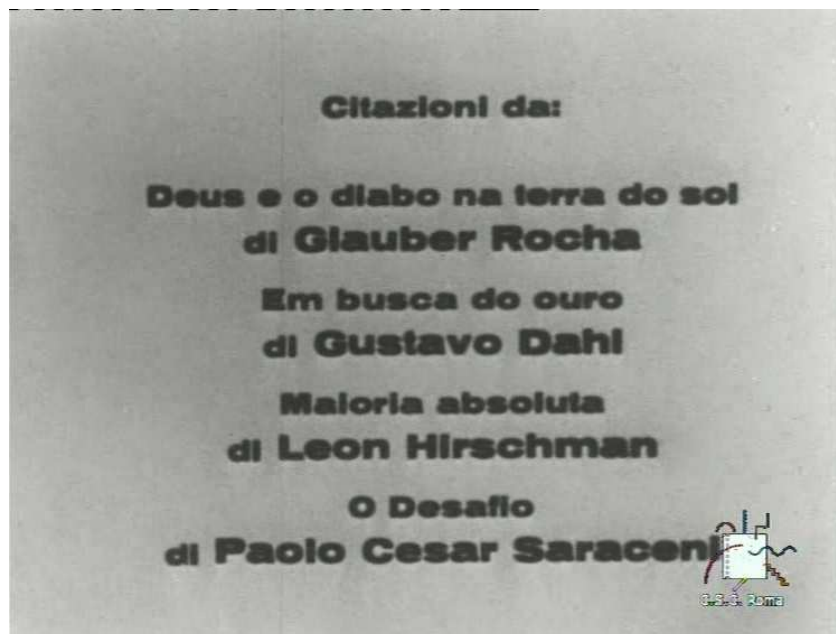 Citazioni da:
Deus e o diabo na terra do sol
di Glauber Rocha
Em busca do ouro
di Gustavo Dahl
Maioria absoluta
di Leon Hirschman
O Desafio
di Paolo Cesar Saraceni
C.S.C. Roma